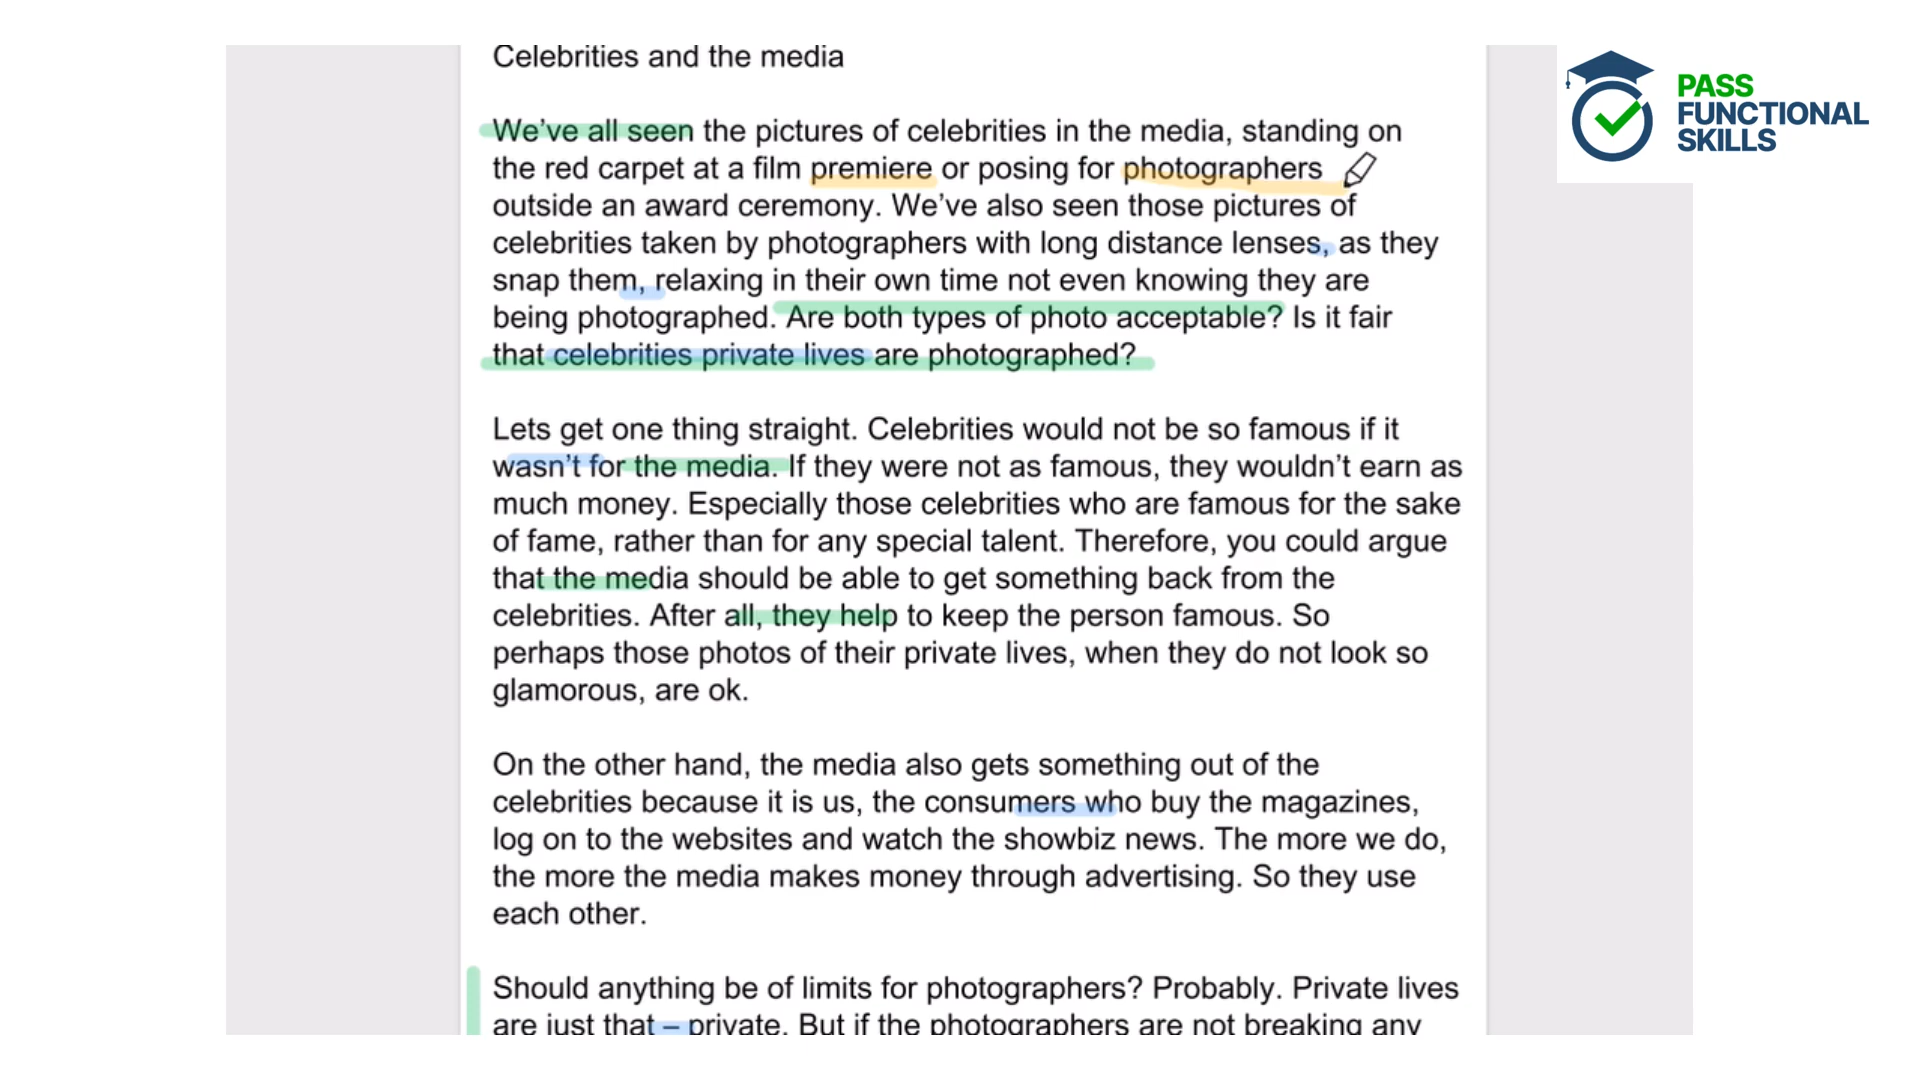 Celebrities and the media
We've all seen the pictures of celebrities in the media, standing on
the red carpet at a film premiere or posing for photographers
outside an award ceremony. We've also seen those pictures of
celebrities taken by photographers with long distance lenses, as they
snap them, relaxing in their own time not even knowing they are
being photographed. Are both types of photo acceptable? Is it fair
that celebrities private lives are photographed?
Lets get one thing straight. Celebrities would not be so famous if it
wasn't for the media. If they were not as famous, they wouldn't earn as
much money. Especially those celebrities who are famous for the sake
of fame, rather than for any special talent. Therefore, you could argue
that the media should be able to get something back from the
celebrities. After all, they help to keep the person famous. So
perhaps those photos of their private lives, when they do not look so
glamorous, are ok.
On the other hand, the media also gets something out of the
celebrities because it is us, the consumers who buy the magazines,
log on to the websites and watch the showbiz news. The more we do,
the more the media makes money through advertising. So they use
each other.
Should anything be of limits for photographers? Probably. Private lives
are just that – private. But if the photographers are not breaking any
PASS
FUNCTIONAL
SKILLS